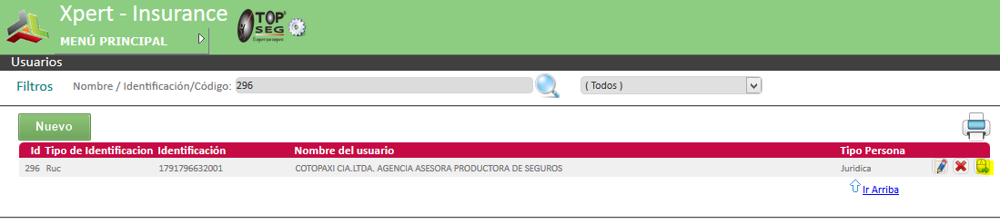 Xpert - Insurance
TOP SEG
MENÚ PRINCIPAL
Usuarios
Filtros Nombre / Identificación/Código: 296 ( Todos )
Nuevo
Id Tipo de Identificacion Identificación Nombre del usuario Tipo Persona
296 Ruc 1791796632001 COTOPAXI CIA.LTDA. AGENCIA ASESORA PRODUCTORA DE SEGUROS Juridica
Ir Arriba